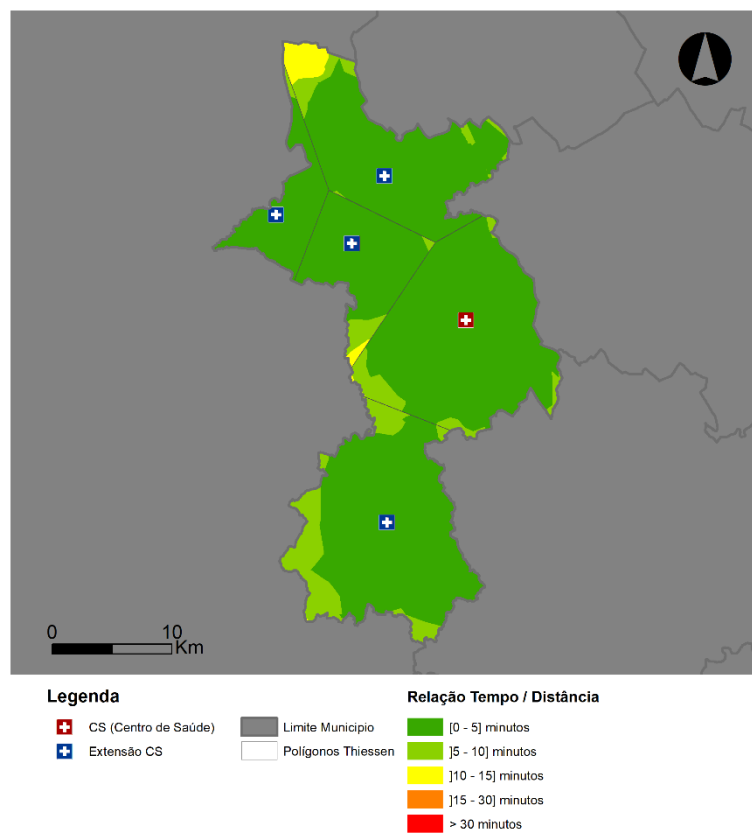 0 10
Km
Legenda
CS (Centro de Saúde)
Extensão CS
Limite Municipio
Polígonos Thiessen
Relação Tempo / Distância
[0 - 5] minutos
]5 - 10] minutos
]10 - 15] minutos
]15 - 30] minutos
> 30 minutos